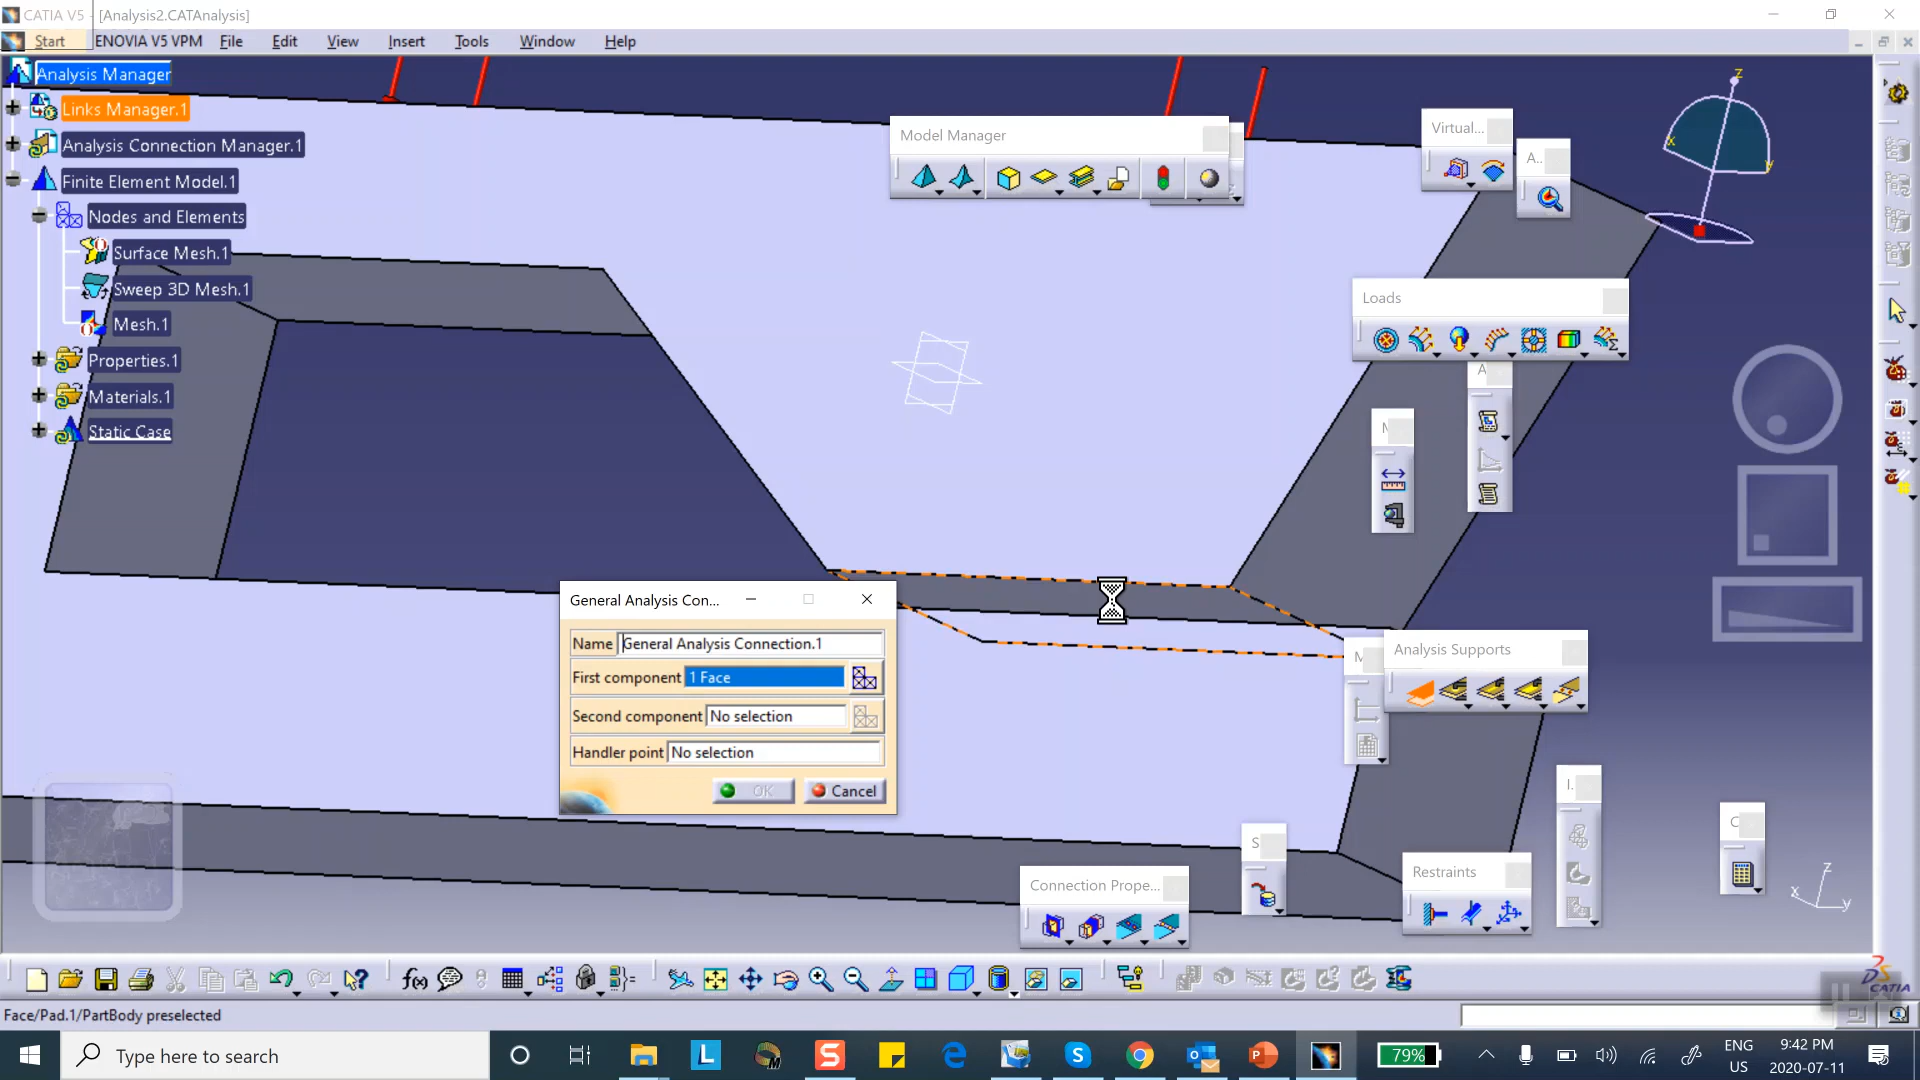 CATIA V5 - [Analysis2.CATAnalysis]
Start ENOVIA V5 VPM File Edit View Insert Tools Window Help
Analysis Manager
Links Manager.1
Analysis Connection Manager.1
Finite Element Model.1
Nodes and Elements
Surface Mesh.1
Sweep 3D Mesh.1
Mesh.1
Properties.1
Materials.1
Static Case
Model Manager
Virtual...
A..
z
x
y
Loads
A
M
General Analysis Con...
Name General Analysis Connection.1
First component 1 Face
Second component No selection
Handler point No selection
OK Cancel
M
Analysis Supports
I.
S
C
Connection Prope...
Restraints
z
x
y
f(x)
DS
CATIA
Face/Pad.1/PartBody preselected
Type here to search
79%
ENG
US
9:42 PM
2020-07-11